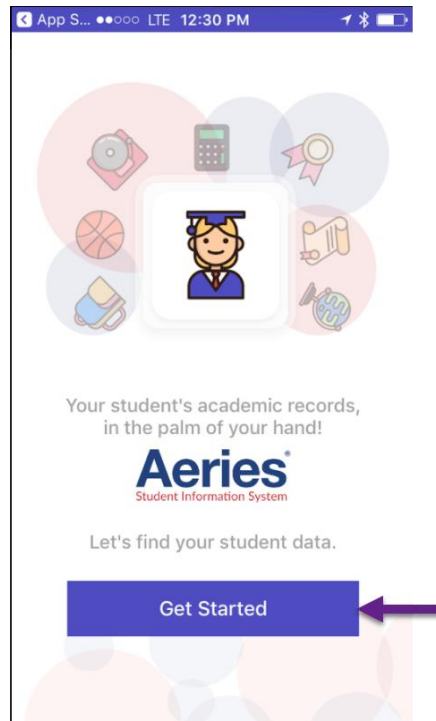 App S... LTE 12:30 PM
Your student's academic records,
in the palm of your hand!
Aeries®
Student Information System
Let's find your student data.
Get Started